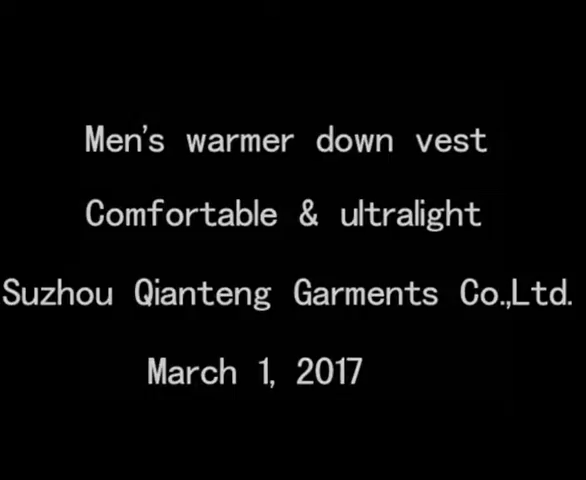 Men's warmer down vest
Comfortable & ultralight
Suzhou Qianteng Garments Co.,Ltd.
March 1, 2017